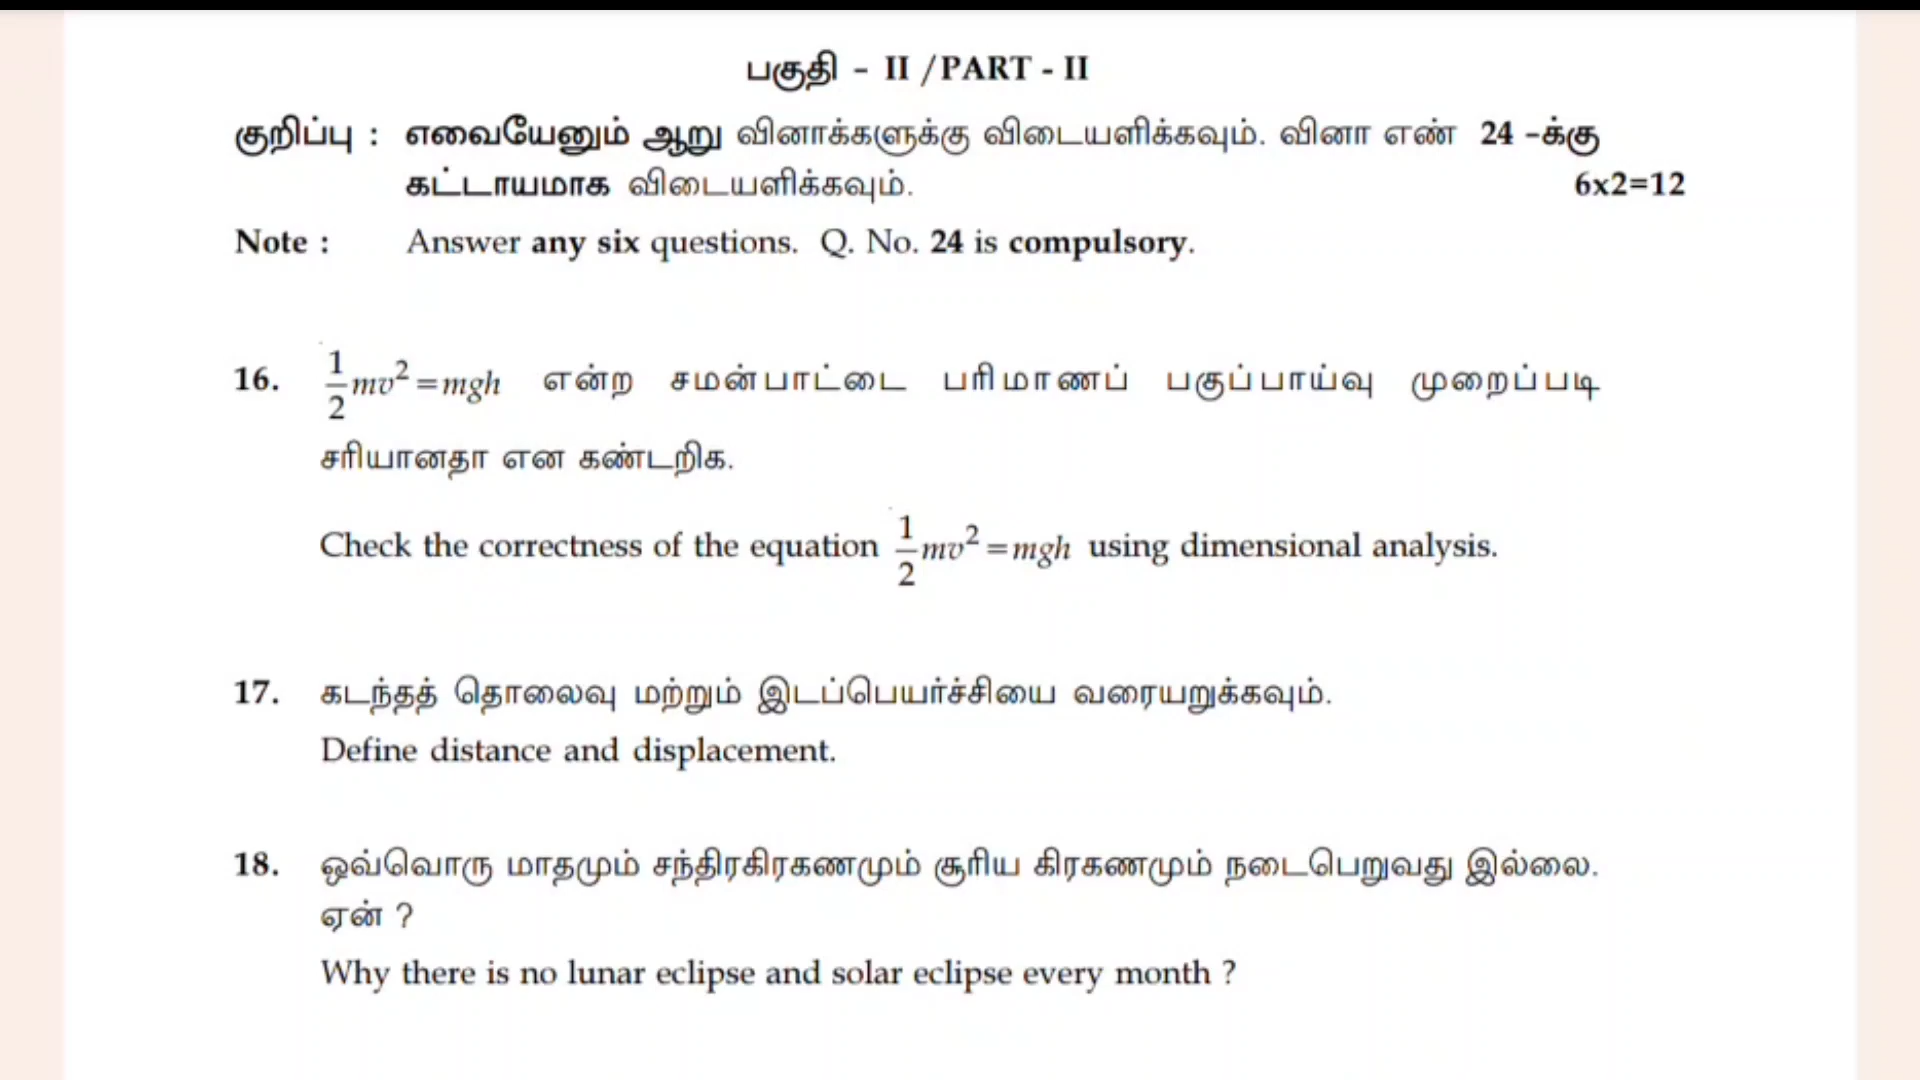 பகுதி - II /PART - II
குறிப்பு : எவையேனும் ஆறு வினாக்களுக்கு விடையளிக்கவும். வினா எண் 24 -க்கு
கட்டாயமாக விடையளிக்கவும். 6x2=12
Note : Answer any six questions. Q. No. 24 is compulsory.
16. 1/2 mv² = mgh என்ற சமன்பாட்டை பரிமாணப் பகுப்பாய்வு முறைப்படி
சரியானதா என கண்டறிக.
Check the correctness of the equation 1/2 mv² = mgh using dimensional analysis.
17. கடந்தத் தொலைவு மற்றும் இடப்பெயர்ச்சியை வரையறுக்கவும்.
Define distance and displacement.
18. ஒவ்வொரு மாதமும் சந்திரகிரகணமும் சூரிய கிரகணமும் நடைபெறுவது இல்லை.
ஏன் ?
Why there is no lunar eclipse and solar eclipse every month ?